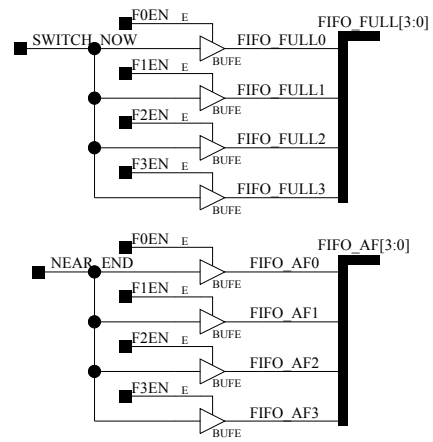 F0EN E
FIFO_FULL[3:0]
SWITCH_NOW
FIFO_FULL0
BUFE
F1EN E
FIFO_FULL1
BUFE
F2EN E
FIFO_FULL2
BUFE
F3EN E
FIFO_FULL3
BUFE
F0EN E
FIFO_AF[3:0]
NEAR_END
FIFO_AF0
BUFE
F1EN E
FIFO_AF1
BUFE
F2EN E
FIFO_AF2
BUFE
F3EN E
FIFO_AF3
BUFE